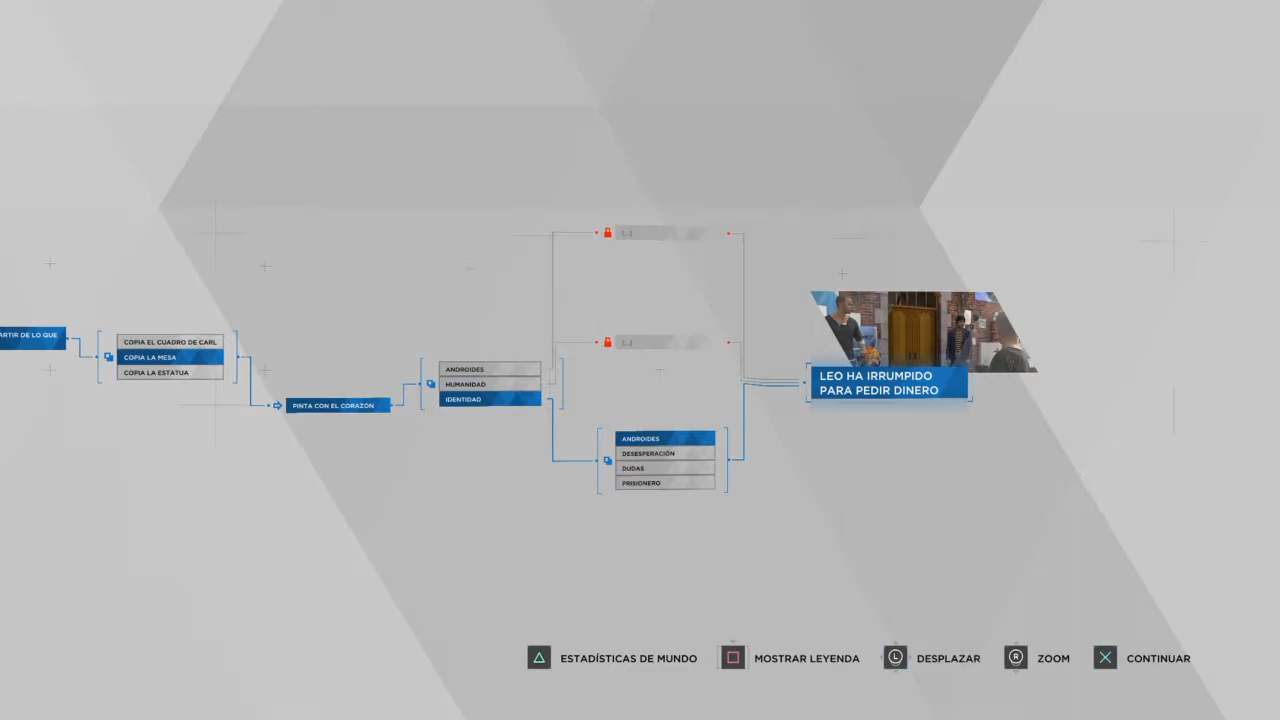 ARTIR DE LO QUE
COPIA EL CUADRO DE CARL
COPIA LA MESA
COPIA LA ESTATUA
PINTA CON EL CORAZÓN
ANDROIDES
HUMANIDAD
IDENTIDAD
[...]
[...]
ANDROIDES
DESESPERACIÓN
DUDAS
PRISIONERO
LEO HA IRRUMPIDO
PARA PEDIR DINERO
ESTADÍSTICAS DE MUNDO
MOSTRAR LEYENDA
L
DESPLAZAR
R
ZOOM
CONTINUAR